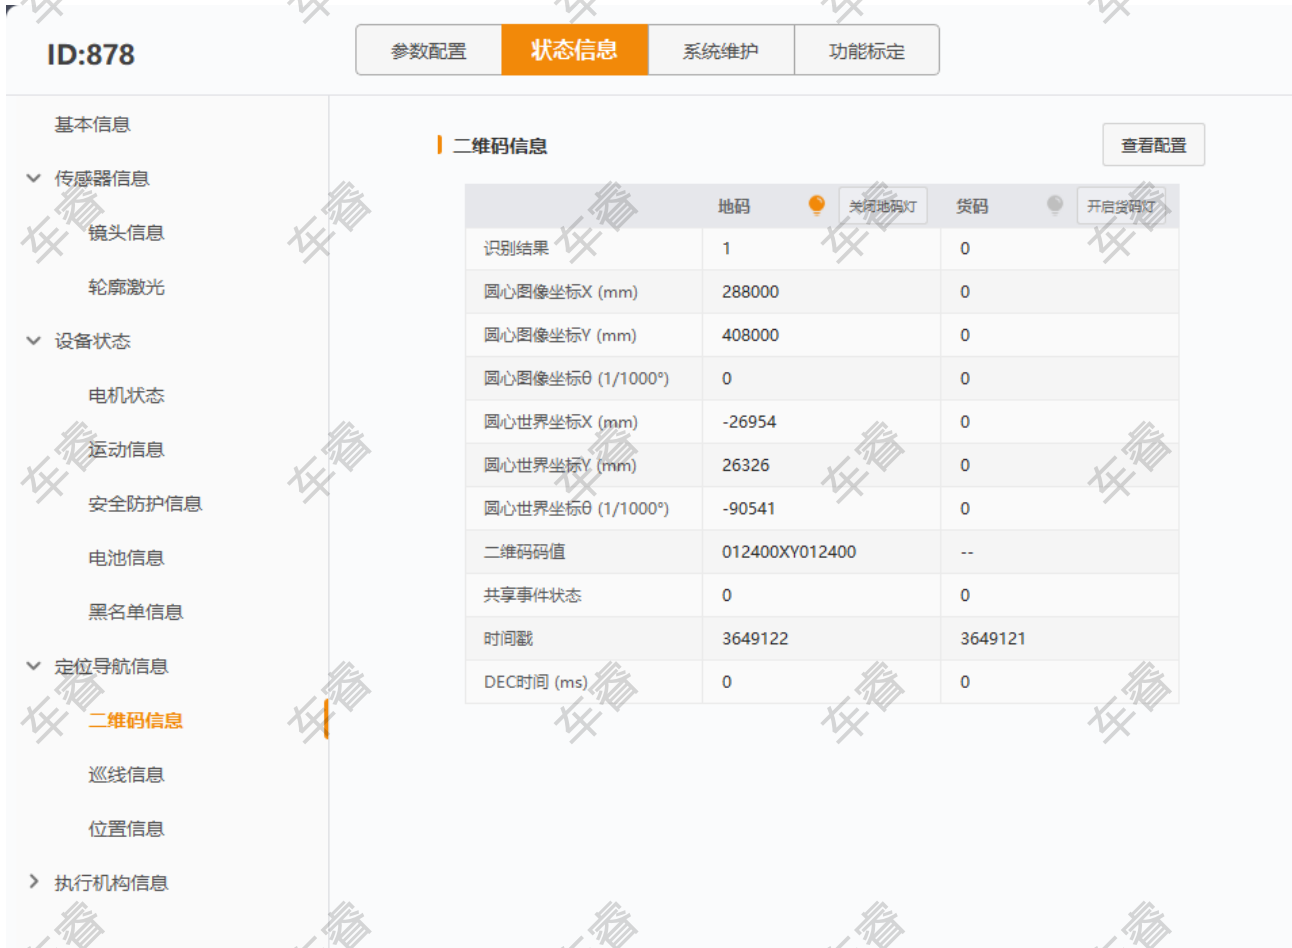 ID:878
参数配置 状态信息 系统维护 功能标定
基本信息
传感器信息
镜头信息
轮廓激光
设备状态
电机状态
运动信息
安全防护信息
电池信息
黑名单信息
定位导航信息
二维码信息
巡线信息
位置信息
执行机构信息
二维码信息 查看配置
地码 关闭地码灯 货码 开启货码灯
识别结果 1 0
圆心图像坐标X (mm) 288000 0
圆心图像坐标Y (mm) 408000 0
圆心图像坐标θ (1/1000°) 0 0
圆心世界坐标X (mm) -26954 0
圆心世界坐标Y (mm) 26326 0
圆心世界坐标θ (1/1000°) -90541 0
二维码码值 012400XY012400 --
共享事件状态 0 0
时间戳 3649122 3649121
DEC时间 (ms) 0 0
车睿